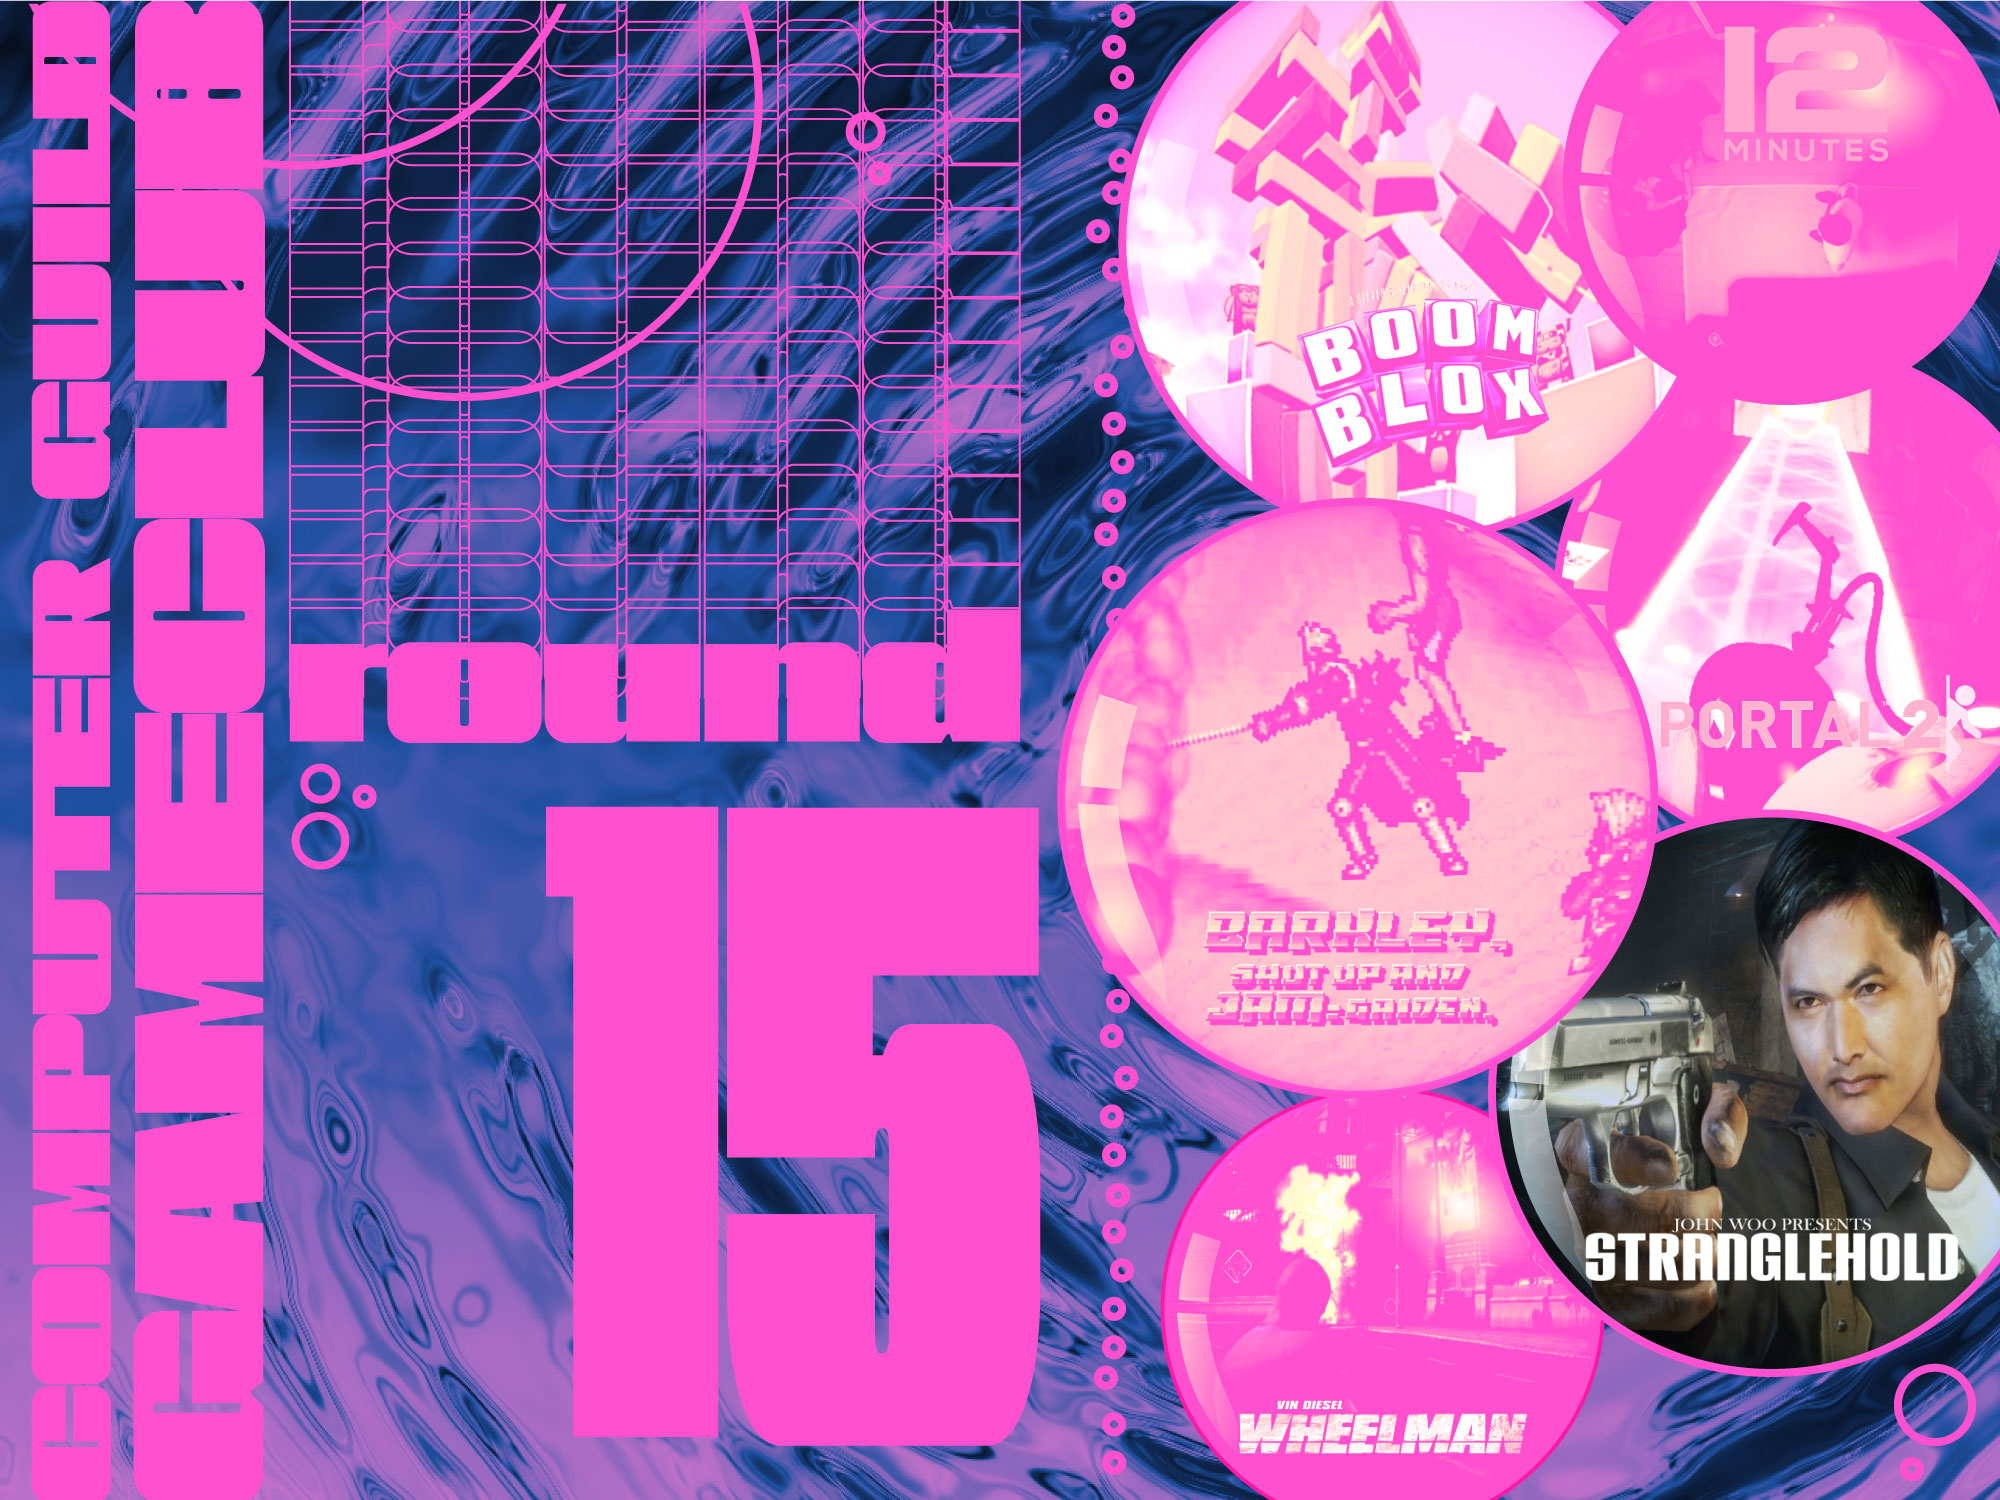 COMPUTER GUILD
GAME CLUB
round
15
BOOM
BLOX
12
MINUTES
PORTAL 2
BARKLEY,
SHUT UP AND
JAM: GAIDEN.
JOHN WOO PRESENTS
STRANGLEHOLD
VIN DIESEL
WHEELMAN